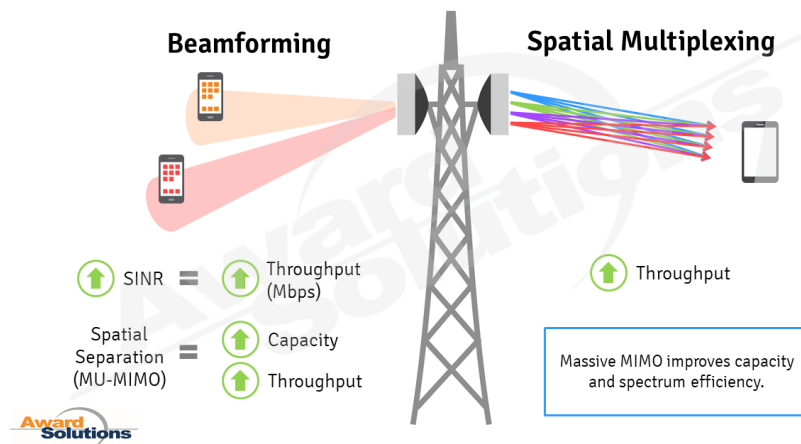 Beamforming
Spatial Multiplexing
SINR
=
Throughput
(Mbps)
Spatial
Separation
(MU-MIMO)
=
Capacity
Throughput
Throughput
Massive MIMO improves capacity
and spectrum efficiency.
Award
Solutions
Award
Solutions